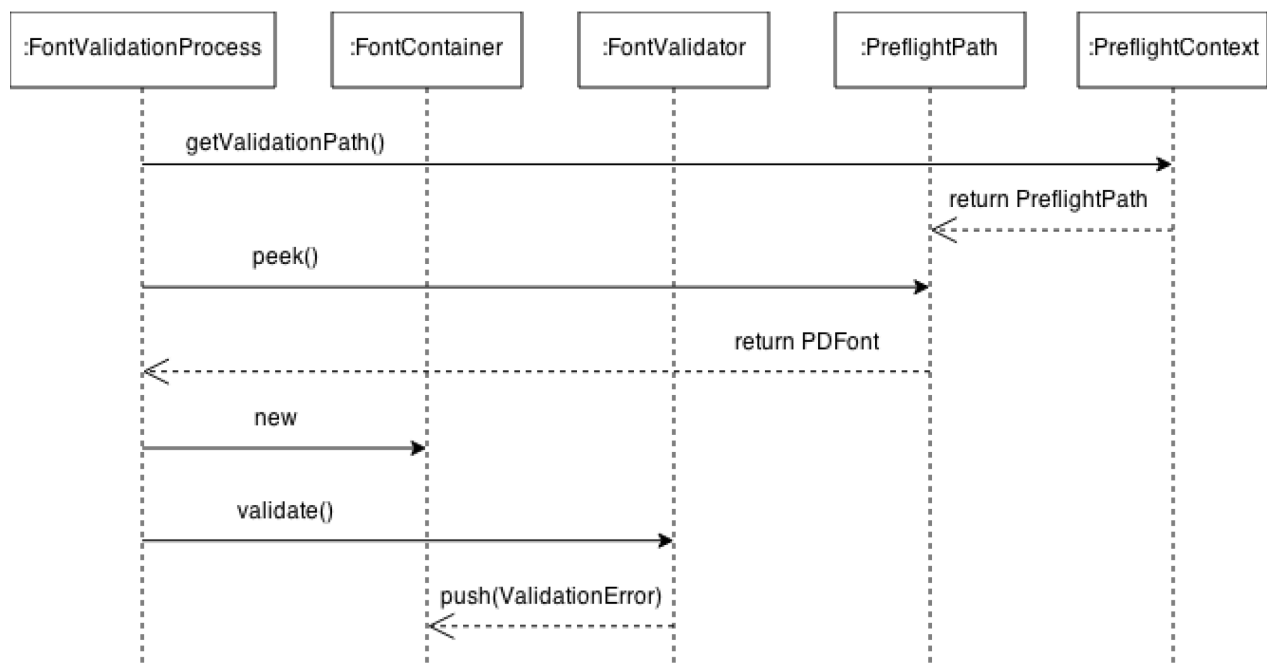 :FontValidationProcess
:FontContainer
:FontValidator
:PreflightPath
:PreflightContext
getValidationPath()
return PreflightPath
peek()
return PDFont
new
validate()
push(ValidationError)